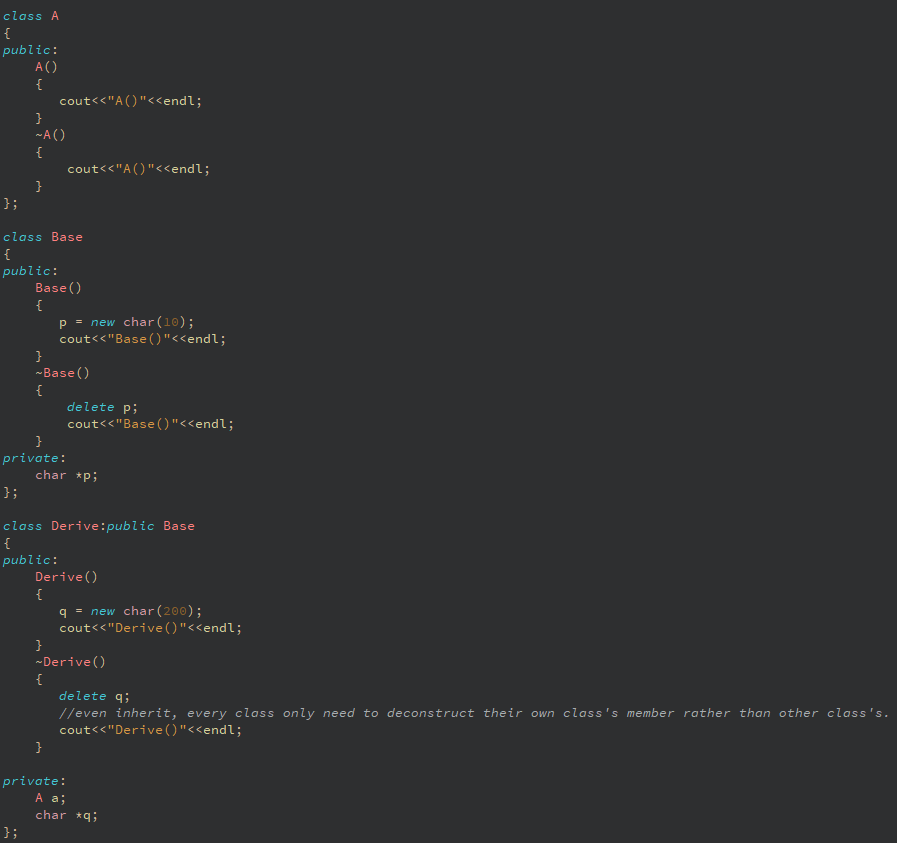 class A
{
public:
    A()
    {
       cout<<"A()"<<endl;
    }
    ~A()
    {
        cout<<"A()"<<endl;
    }
};

class Base
{
public:
    Base()
    {
       p = new char(10);
       cout<<"Base()"<<endl;
    }
    ~Base()
    {
        delete p;
        cout<<"Base()"<<endl;
    }
private:
    char *p;
};

class Derive:public Base
{
public:
    Derive()
    {
       q = new char(200);
       cout<<"Derive()"<<endl;
    }
    ~Derive()
    {
       delete q;
       //even inherit, every class only need to deconstruct their own class's member rather than other class's.
       cout<<"Derive()"<<endl;
    }

private:
    A a;
    char *q;
};